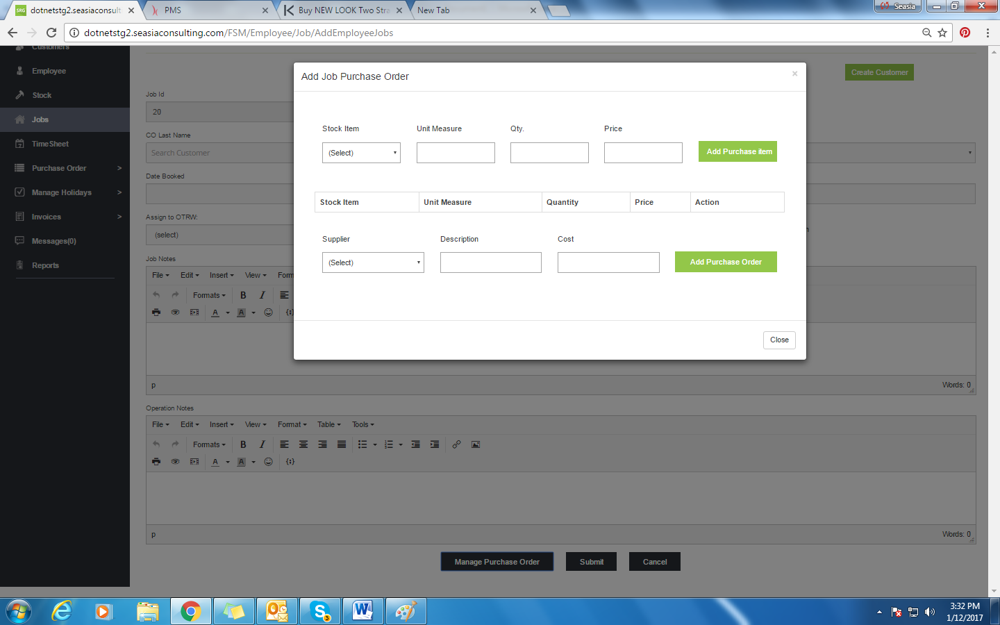 SRG dotnetstg2.seasiaconsult
PMS
Buy NEW LOOK Two Stra
New Tab
Seasia
dotnetstg2.seasiaconsulting.com/FSM/Employee/Job/AddEmployeeJobs
Customers
Employee
Stock
Jobs
TimeSheet
Purchase Order >
Manage Holidays >
Invoices >
Messages(0)
Reports
Create Customer
Job Id
20
CO Last Name
Search Customer
Date Booked
Assign to OTRW:
(select)
Add Job Purchase Order ×
Stock Item Unit Measure Qty. Price
(Select) Add Purchase item
Stock Item Unit Measure Quantity Price Action
Supplier Description Cost
(Select) Add Purchase Order
Close
Job Notes
File Edit Insert View Form
Formats B I
A A
p Words: 0
Operation Notes
File Edit Insert View Format Table Tools
Formats B I
A A
p Words: 0
Manage Purchase Order Submit Cancel
3:32 PM
1/12/2017